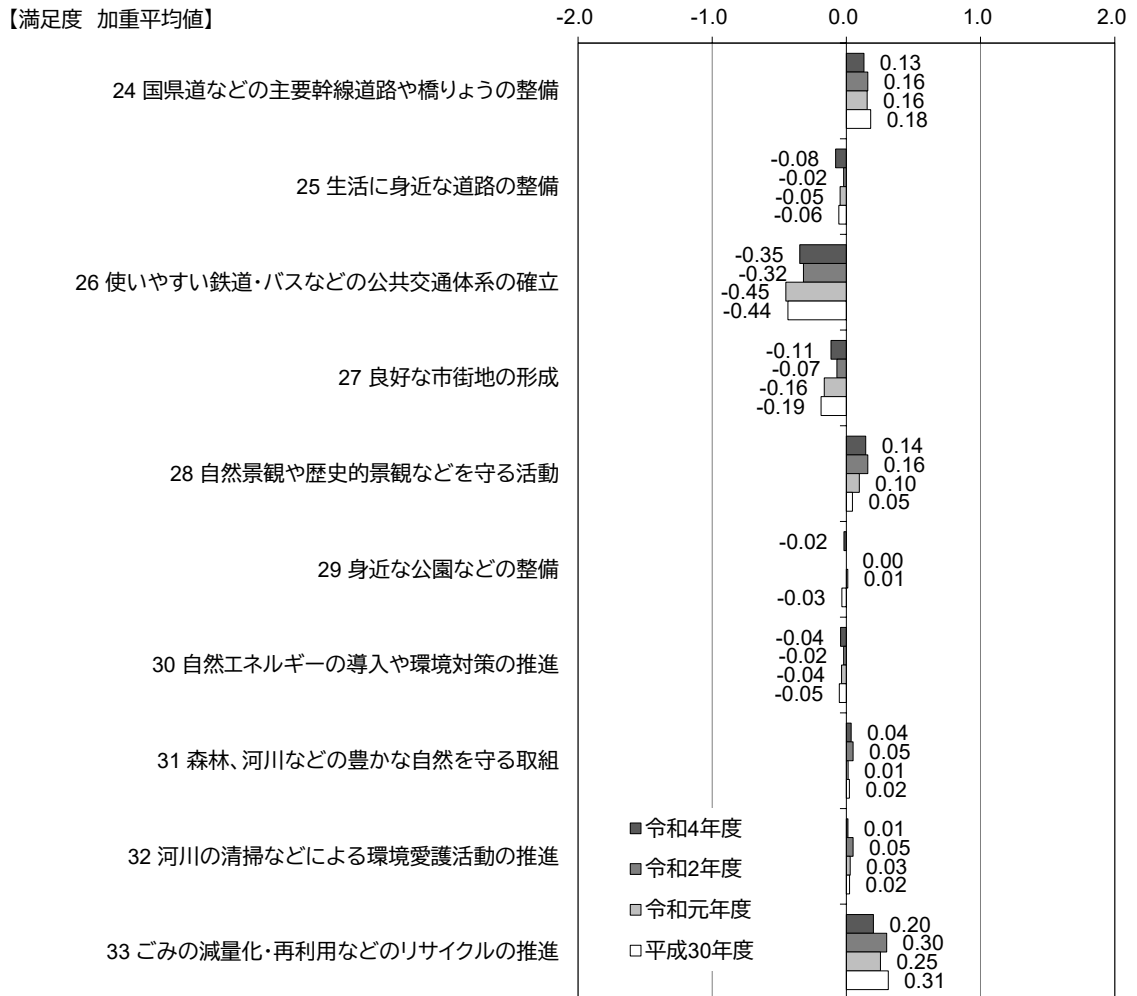 【満足度 加重平均値】
-2.0 -1.0 0.0 1.0 2.0
24 国県道などの主要幹線道路や橋りょうの整備
0.13
0.16
0.16
0.18
25 生活に身近な道路の整備
-0.08
-0.02
-0.05
-0.06
26 使いやすい鉄道・バスなどの公共交通体系の確立
-0.35
-0.32
-0.45
-0.44
27 良好な市街地の形成
-0.11
-0.07
-0.16
-0.19
28 自然景観や歴史的景観などを守る活動
0.14
0.16
0.10
0.05
29 身近な公園などの整備
-0.02
0.00
0.01
-0.03
30 自然エネルギーの導入や環境対策の推進
-0.04
-0.02
-0.04
-0.05
31 森林、河川などの豊かな自然を守る取組
0.04
0.05
0.01
0.02
32 河川の清掃などによる環境愛護活動の推進
0.01
0.05
0.03
0.02
33 ごみの減量化・再利用などのリサイクルの推進
0.20
0.30
0.25
0.31
令和4年度
令和2年度
令和元年度
平成30年度